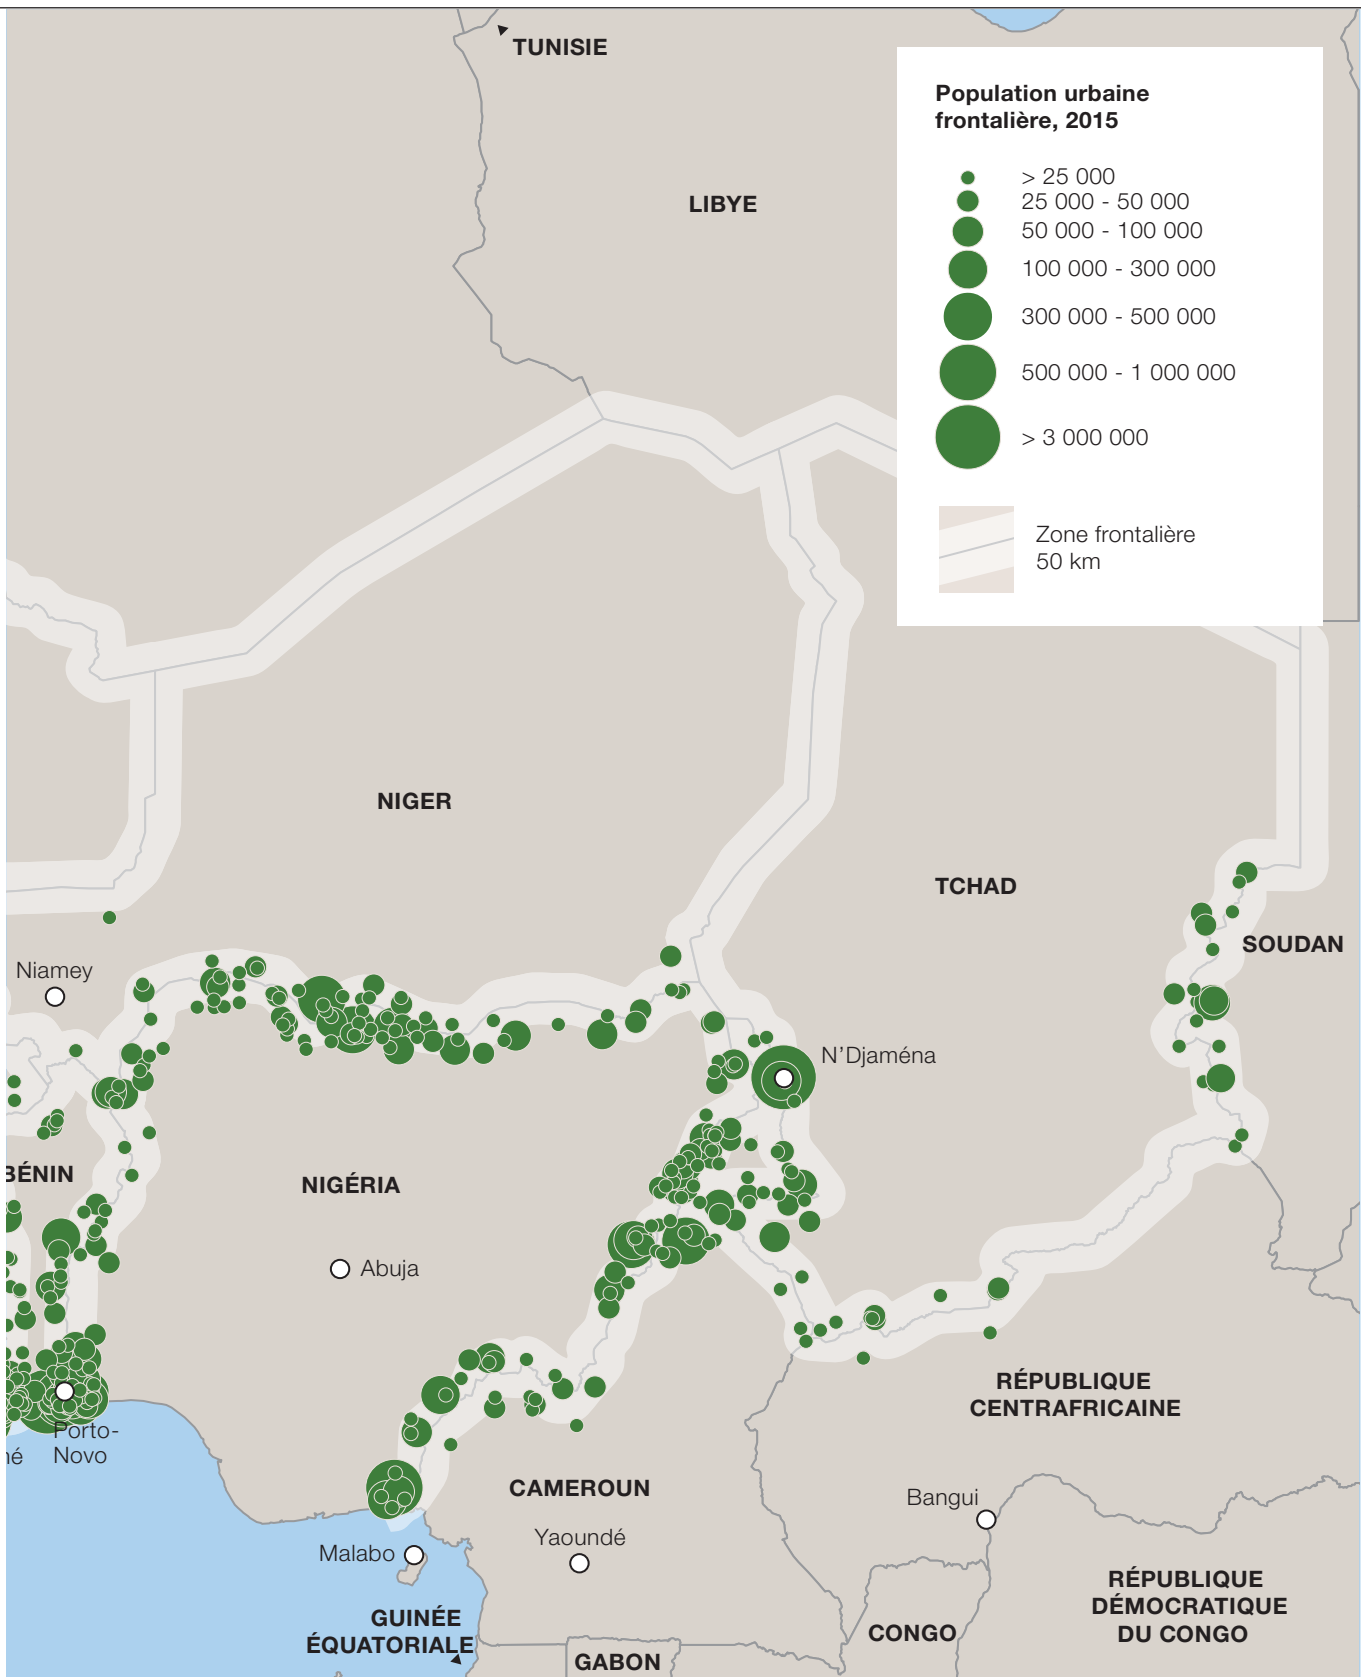 TUNISIE
Population urbaine
frontalière, 2015
> 25 000
25 000 - 50 000
50 000 - 100 000
100 000 - 300 000
300 000 - 500 000
500 000 - 1 000 000
> 3 000 000
Zone frontalière
50 km
LIBYE
NIGER
TCHAD
SOUDAN
Niamey
N'Djaména
BÉNIN
NIGÉRIA
Abuja
RÉPUBLIQUE
CENTRAFRICAINE
Porto-
Novo
né
CAMEROUN
Bangui
Yaoundé
Malabo
RÉPUBLIQUE
DÉMOCRATIQUE
DU CONGO
GUINÉE
ÉQUATORIALE
CONGO
GABON